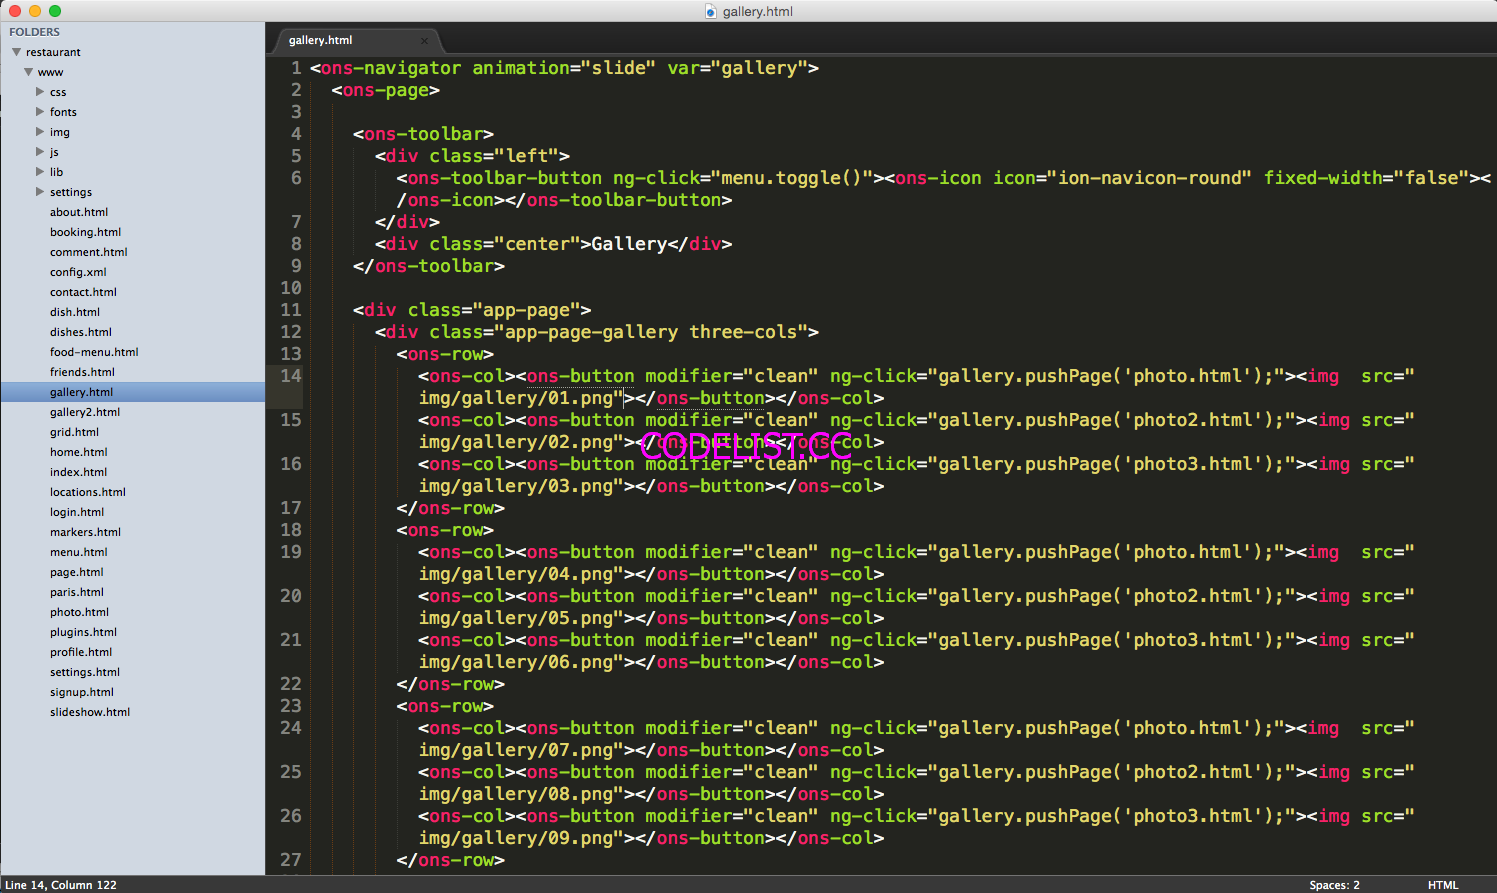 gallery.html
FOLDERS
restaurant
www
css
fonts
img
js
lib
settings
about.html
booking.html
comment.html
config.xml
contact.html
dish.html
dishes.html
food-menu.html
friends.html
gallery.html
gallery2.html
grid.html
home.html
index.html
locations.html
login.html
markers.html
menu.html
page.html
paris.html
photo.html
plugins.html
profile.html
settings.html
signup.html
slideshow.html
gallery.html ×
1 <ons-navigator animation="slide" var="gallery">
2 <ons-page>
3
4 <ons-toolbar>
5 <div class="left">
6 <ons-toolbar-button ng-click="menu.toggle()"><ons-icon icon="ion-navicon-round" fixed-width="false"><
/ons-icon></ons-toolbar-button>
7 </div>
8 <div class="center">Gallery</div>
9 </ons-toolbar>
10
11 <div class="app-page">
12 <div class="app-page-gallery three-cols">
13 <ons-row>
14 <ons-col><ons-button modifier="clean" ng-click="gallery.pushPage('photo.html');"><img  src="
img/gallery/01.png"></ons-button></ons-col>
15 <ons-col><ons-button modifier="clean" ng-click="gallery.pushPage('photo2.html');"><img src="
img/gallery/02.png"></ons-button></ons-col>
CODELIST.CC
16 <ons-col><ons-button modifier="clean" ng-click="gallery.pushPage('photo3.html');"><img src="
img/gallery/03.png"></ons-button></ons-col>
17 </ons-row>
18 <ons-row>
19 <ons-col><ons-button modifier="clean" ng-click="gallery.pushPage('photo.html');"><img  src="
img/gallery/04.png"></ons-button></ons-col>
20 <ons-col><ons-button modifier="clean" ng-click="gallery.pushPage('photo2.html');"><img src="
img/gallery/05.png"></ons-button></ons-col>
21 <ons-col><ons-button modifier="clean" ng-click="gallery.pushPage('photo3.html');"><img src="
img/gallery/06.png"></ons-button></ons-col>
22 </ons-row>
23 <ons-row>
24 <ons-col><ons-button modifier="clean" ng-click="gallery.pushPage('photo.html');"><img  src="
img/gallery/07.png"></ons-button></ons-col>
25 <ons-col><ons-button modifier="clean" ng-click="gallery.pushPage('photo2.html');"><img src="
img/gallery/08.png"></ons-button></ons-col>
26 <ons-col><ons-button modifier="clean" ng-click="gallery.pushPage('photo3.html');"><img src="
img/gallery/09.png"></ons-button></ons-col>
27 </ons-row>
Line 14, Column 122
Spaces: 2
HTML